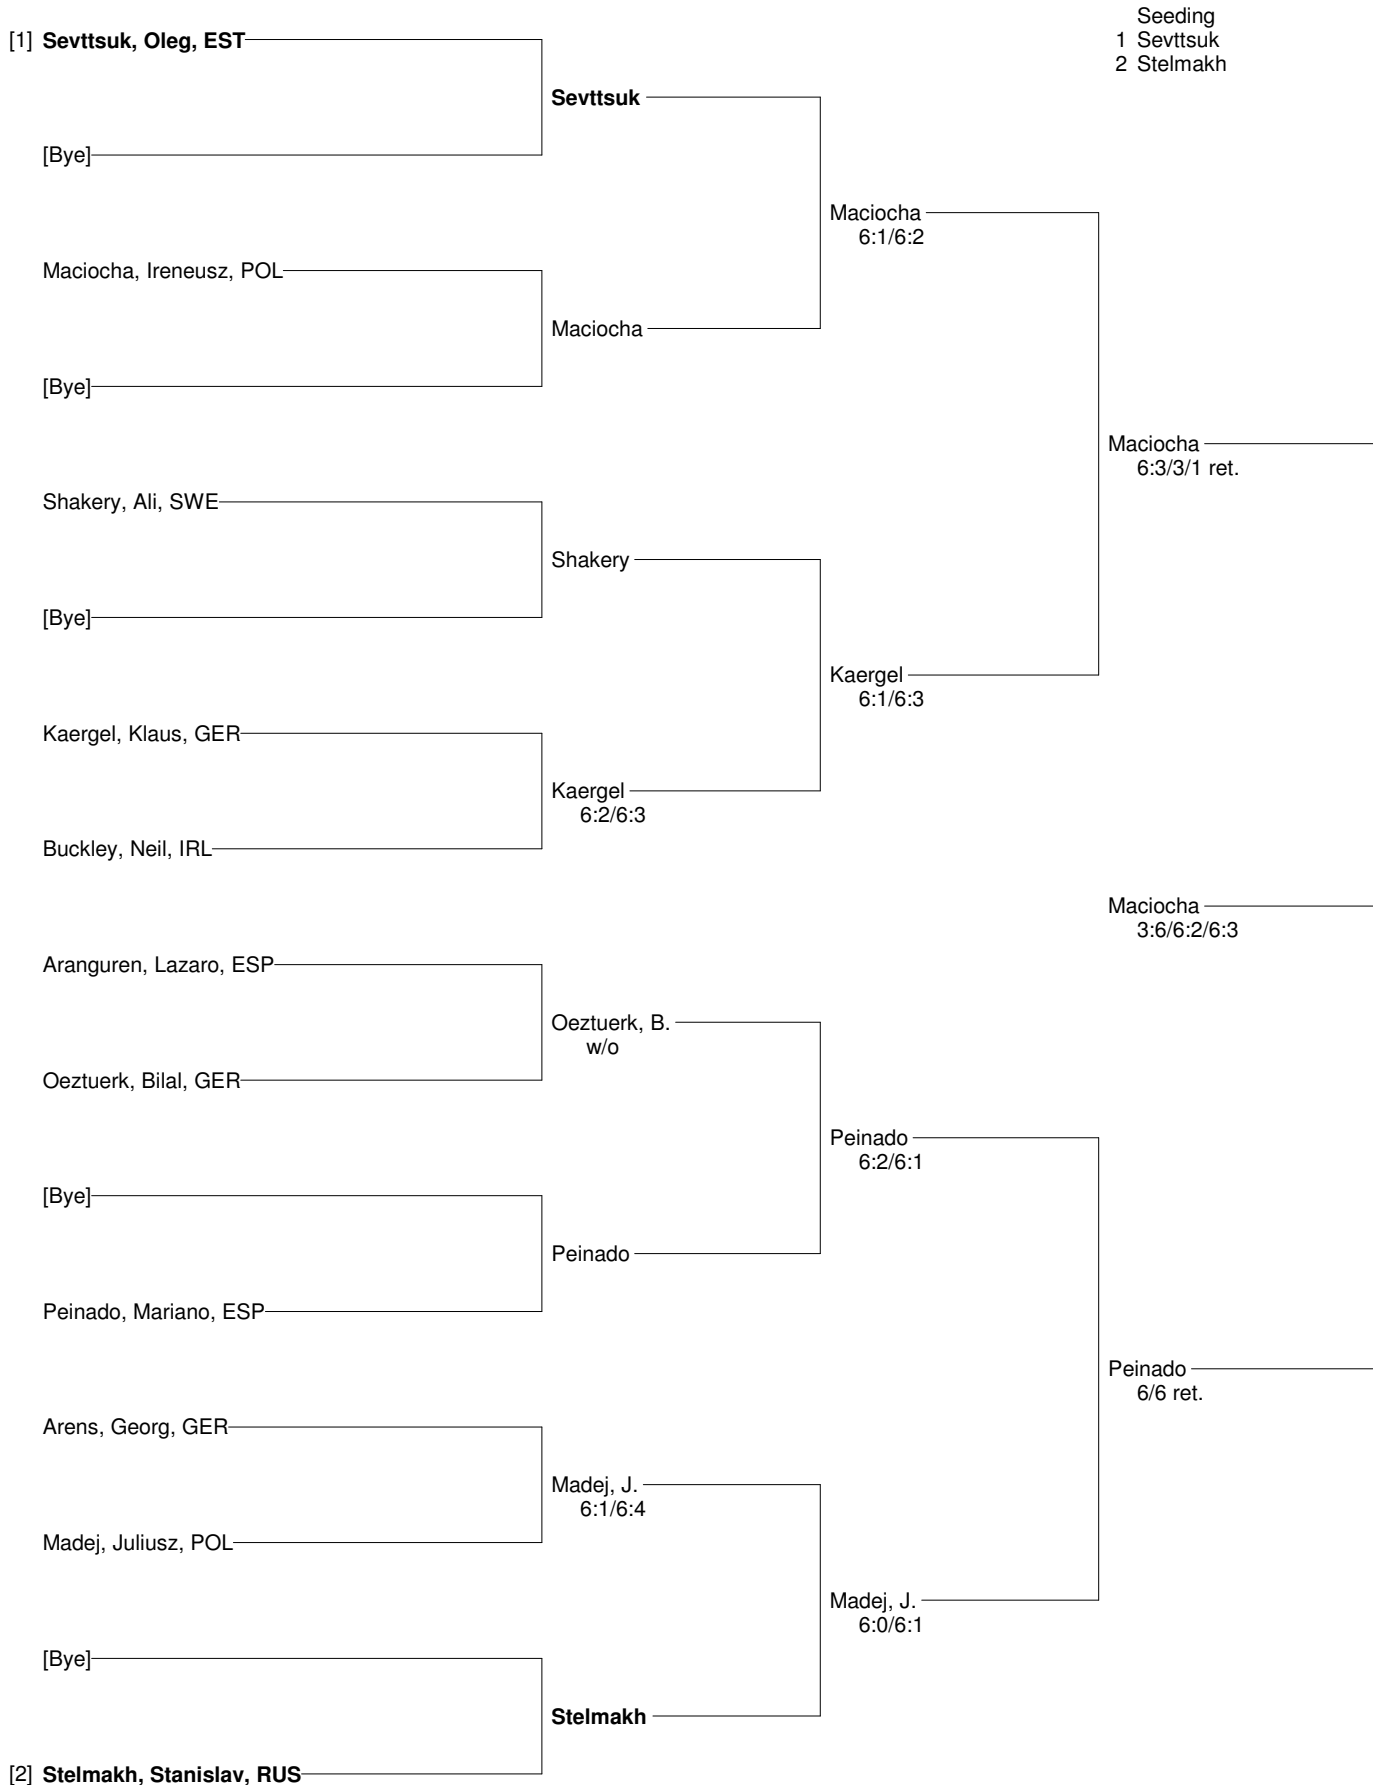 Seeding
1 Sevttsuk
2 Stelmakh
[1] Sevttsuk, Oleg, EST
Sevttsuk
[Bye]
Maciocha
6:1/6:2
Maciocha, Ireneusz, POL
Maciocha
[Bye]
Maciocha
6:3/3/1 ret.
Shakery, Ali, SWE
Shakery
[Bye]
Kaergel
6:1/6:3
Kaergel, Klaus, GER
Kaergel
6:2/6:3
Buckley, Neil, IRL
Maciocha
3:6/6:2/6:3
Aranguren, Lazaro, ESP
Oeztuerk, B.
w/o
Oeztuerk, Bilal, GER
Peinado
6:2/6:1
[Bye]
Peinado
Peinado, Mariano, ESP
Peinado
6/6 ret.
Arens, Georg, GER
Madej, J.
6:1/6:4
Madej, Juliusz, POL
Madej, J.
6:0/6:1
[Bye]
Stelmakh
[2] Stelmakh, Stanislav, RUS